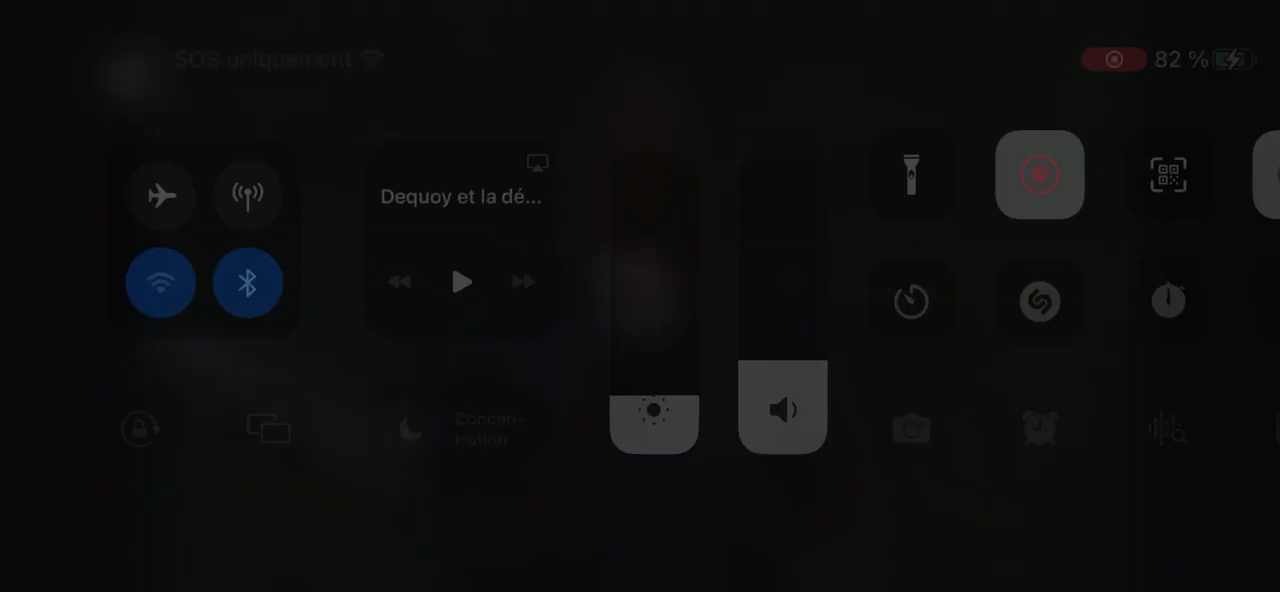 SOS uniquement
82 %
Dequoy et la dé...
Concen-
tration